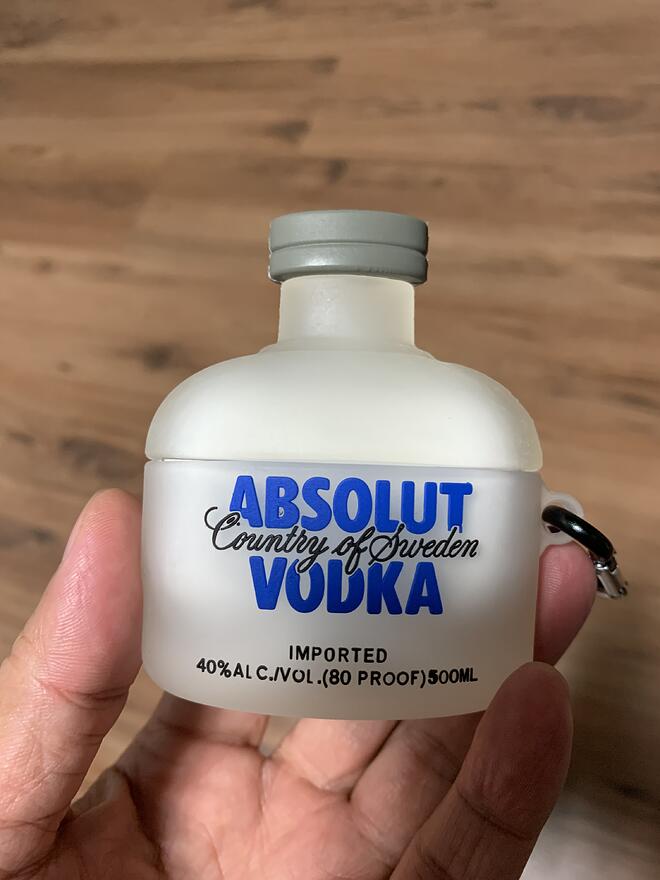 ABSOLUT
Country of Sweden
VODKA
IMPORTED
40%ALC./VOL.(80 PROOF)500ML